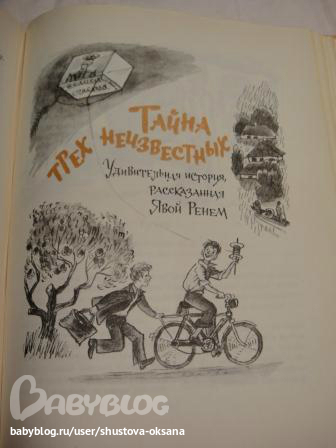 ТАЙНА
ТРЕХ НЕИЗВЕСТНЫХ
УДИВИТЕЛЬНАЯ ИСТОРИЯ,
РАССКАЗАННАЯ
ЯВОЙ РЕНЕМ
BABYBLOG
babyblog.ru/user/shustova-oksana